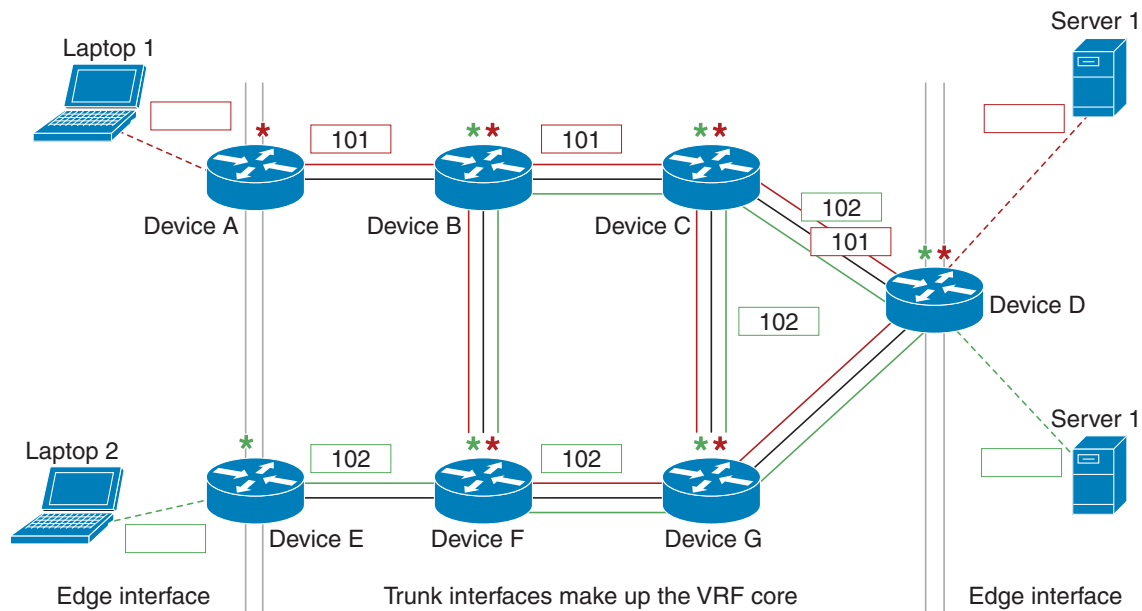 Server 1
Laptop 1
101
101
Device A
Device B
Device C
102
101
Device D
102
Server 1
Laptop 2
102
102
Device E
Device F
Device G
Edge interface
Trunk interfaces make up the VRF core
Edge interface